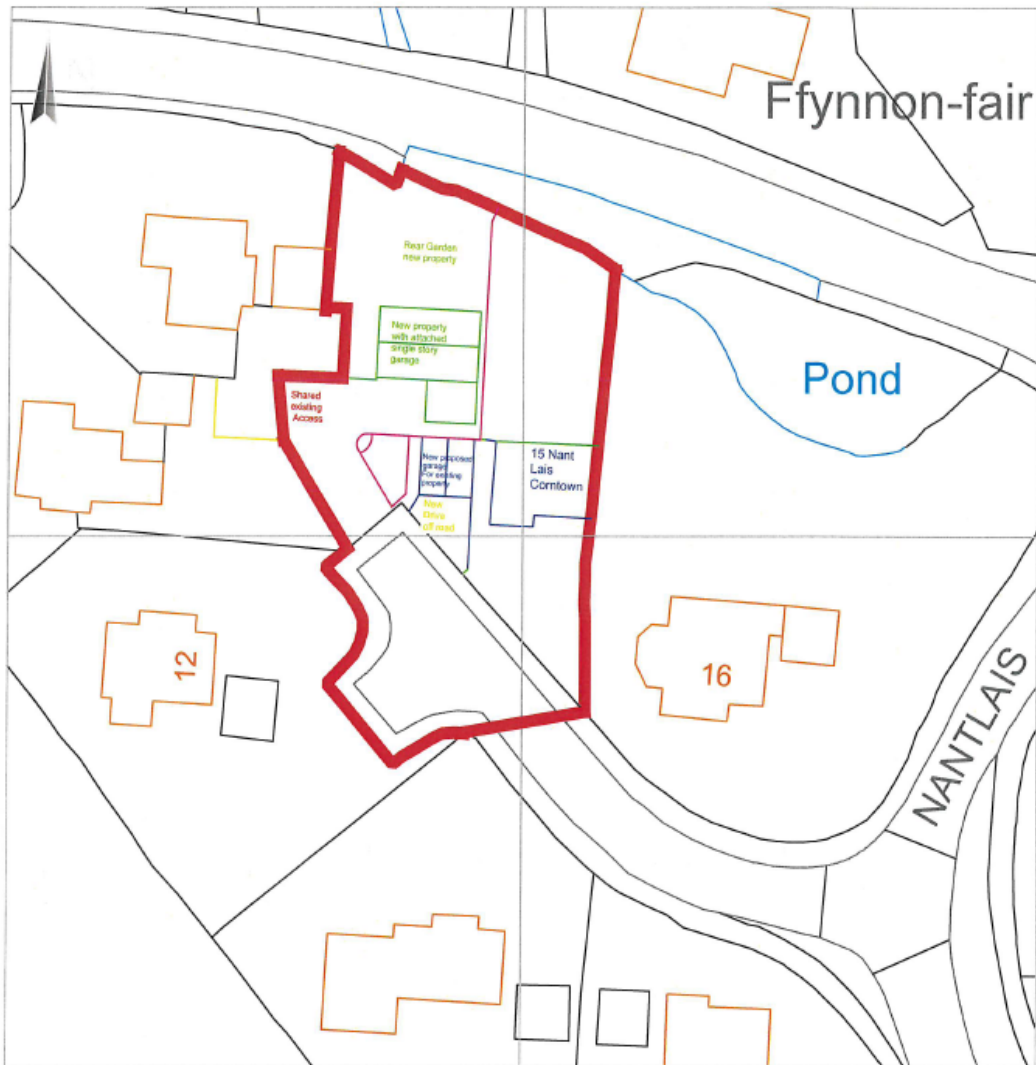 Ffynnon-fair
Rear Garden
new property
New property
with attached
single story
garage
Pond
Shared
existing
Access
New proposed
garage
For existing
property
15 Nant
Lais
Corntown
New
Drive
off road
12
16
NANTLAIS